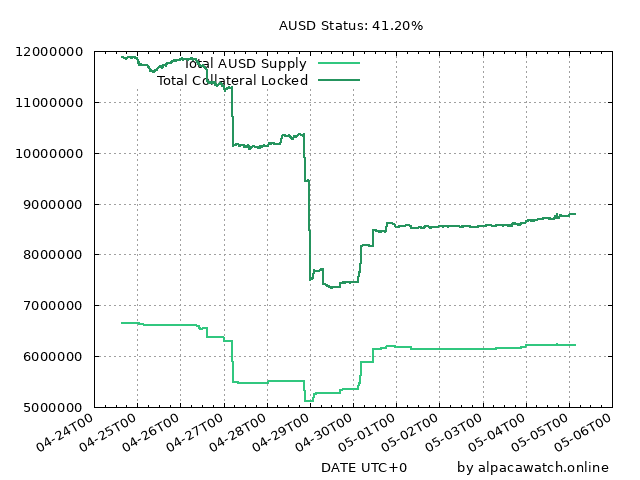 AUSD Status: 41.20%
12000000
11000000
10000000
9000000
8000000
7000000
6000000
5000000
Total AUSD Supply
Total Collateral Locked
04-24T00
04-25T00
04-26T00
04-27T00
04-28T00
04-29T00
04-30T00
05-01T00
05-02T00
05-03T00
05-04T00
05-05T00
05-06T00
DATE UTC+0
by alpacawatch.online